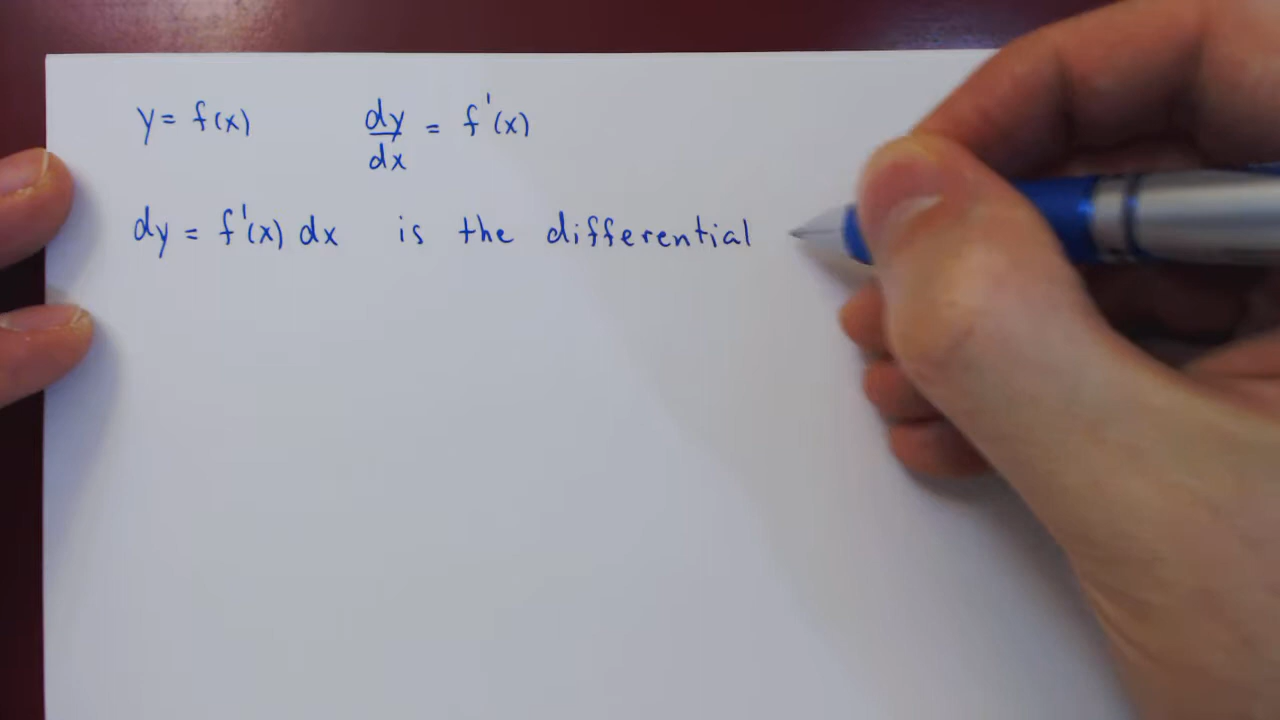 y = f(x) dy/dx = f'(x)
dy = f'(x) dx is the differential